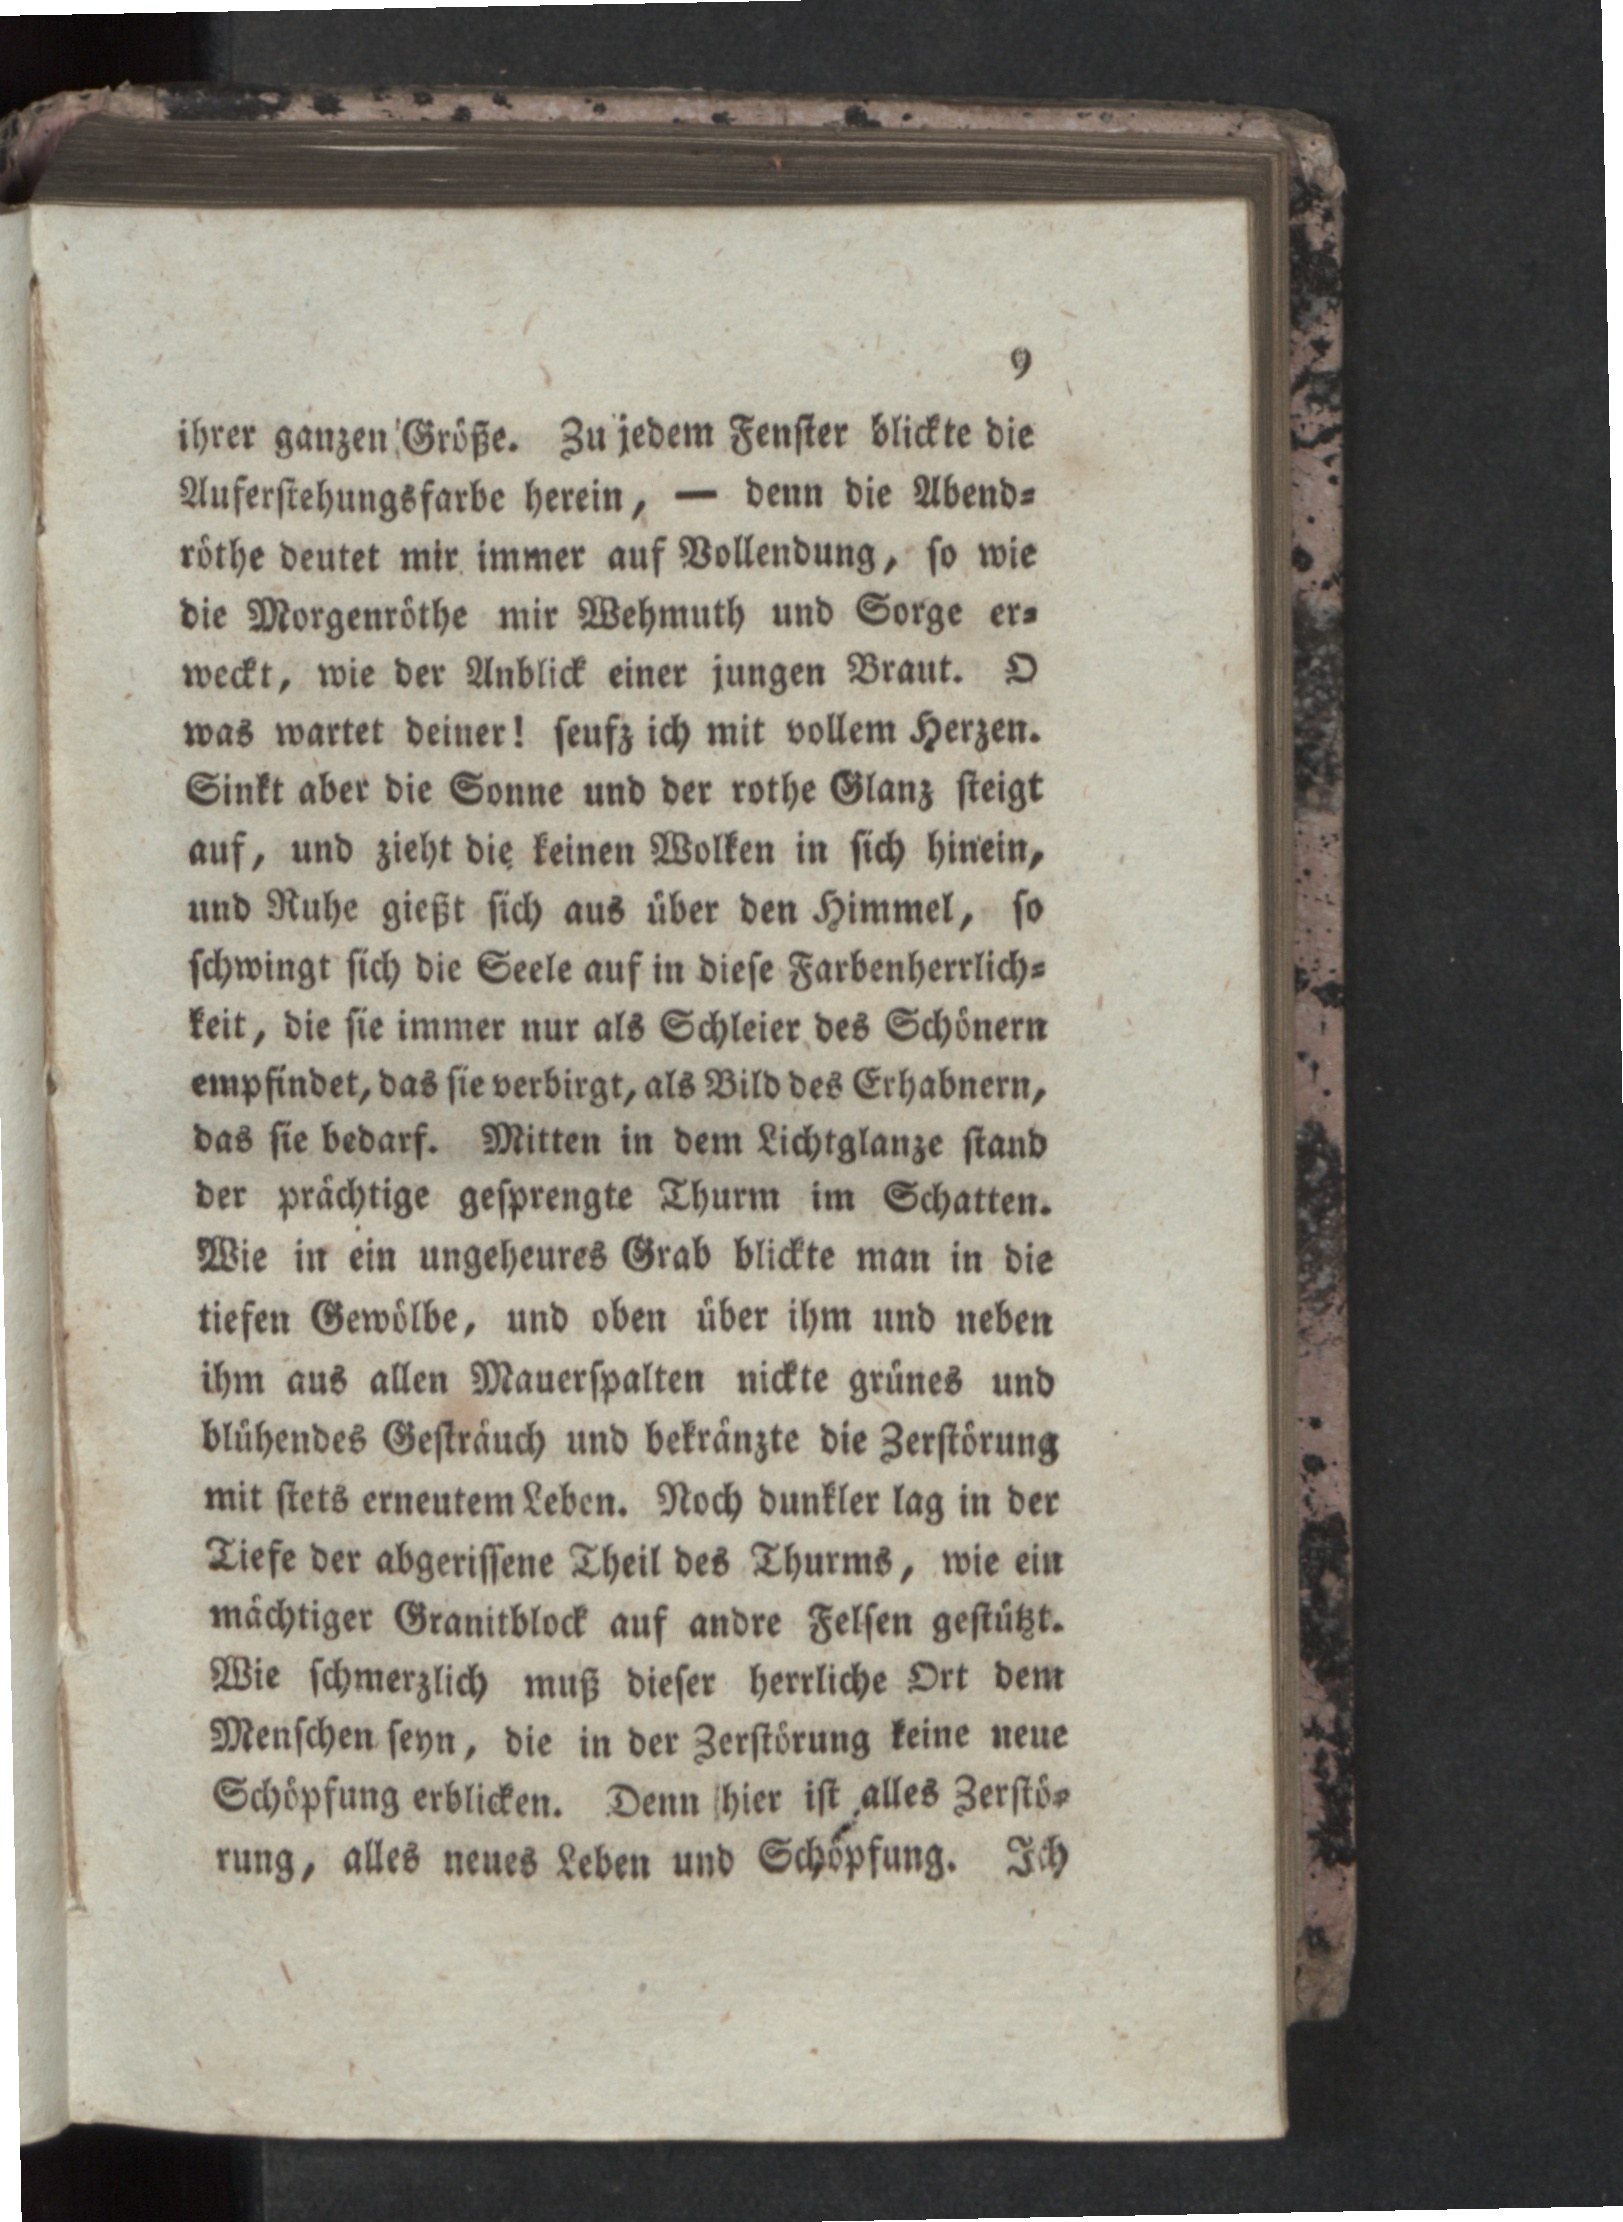 9
ihrer ganzen Größe. Zu jedem Fenster blickte die
Auferstehungsfarbe herein, — denn die Abend=
röthe deutet mir immer auf Vollendung, so wie
die Morgenröthe mir Wehmuth und Sorge er=
weckt, wie der Anblick einer jungen Braut. O
was wartet deiner! seufz ich mit vollem Herzen.
Sinkt aber die Sonne und der rothe Glanz steigt
auf, und zieht die keinen Wolken in sich hinein,
und Ruhe gießt sich aus über den Himmel, so
schwingt sich die Seele auf in diese Farbenherrlich=
keit, die sie immer nur als Schleier des Schönern
empfindet, das sie verbirgt, als Bild des Erhabnern,
das sie bedarf. Mitten in dem Lichtglanze stand
der prächtige gesprengte Thurm im Schatten.
Wie in ein ungeheures Grab blickte man in die
tiefen Gewölbe, und oben über ihm und neben
ihm aus allen Mauerspalten nickte grünes und
blühendes Gesträuch und bekränzte die Zerstörung
mit stets erneutem Leben. Noch dunkler lag in der
Tiefe der abgerissene Theil des Thurms, wie ein
mächtiger Granitblock auf andre Felsen gestützt.
Wie schmerzlich muß dieser herrliche Ort dem
Menschen seyn, die in der Zerstörung keine neue
Schöpfung erblicken. Denn hier ist alles Zerstö=
rung, alles neues Leben und Schöpfung. Ich